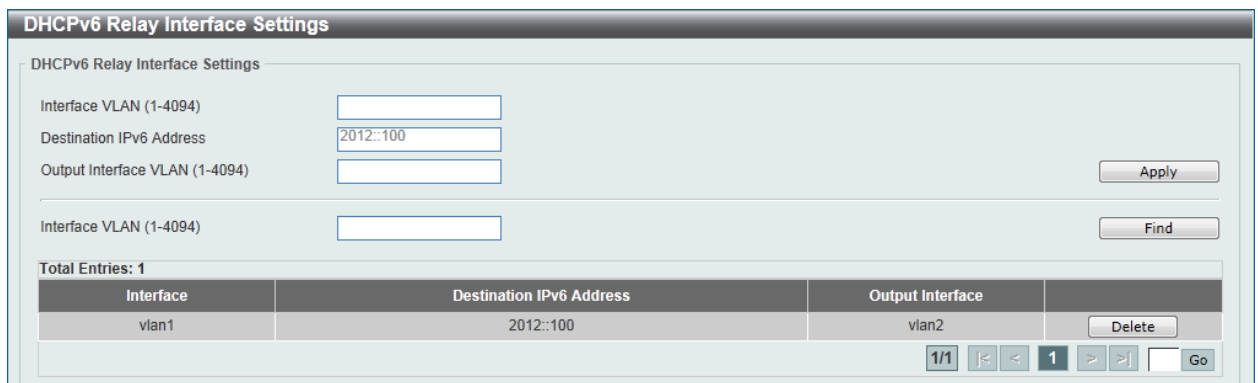 DHCPv6 Relay Interface Settings
DHCPv6 Relay Interface Settings
Interface VLAN (1-4094)
Destination IPv6 Address 2012::100
Output Interface VLAN (1-4094) Apply
Interface VLAN (1-4094) Find
Total Entries: 1
Interface Destination IPv6 Address Output Interface
vlan1 2012::100 vlan2 Delete
1/1 |< < 1 > >| Go